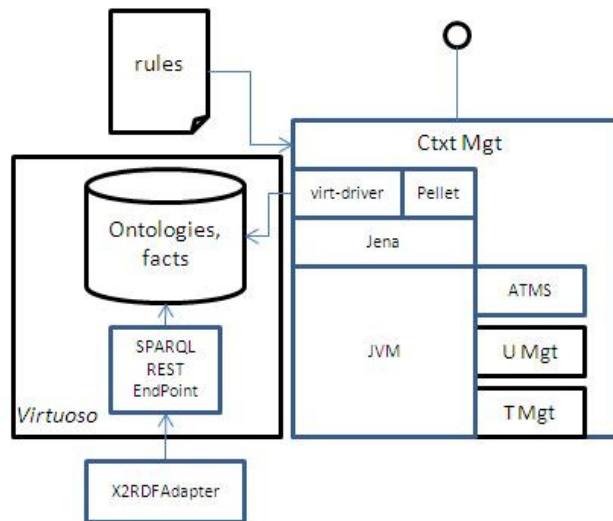 rules
Ctxt Mgt
virt-driver
Pellet
Ontologies,
facts
Jena
ATMS
SPARQL
REST
EndPoint
JVM
U Mgt
Virtuoso
T Mgt
X2RDFAdapter